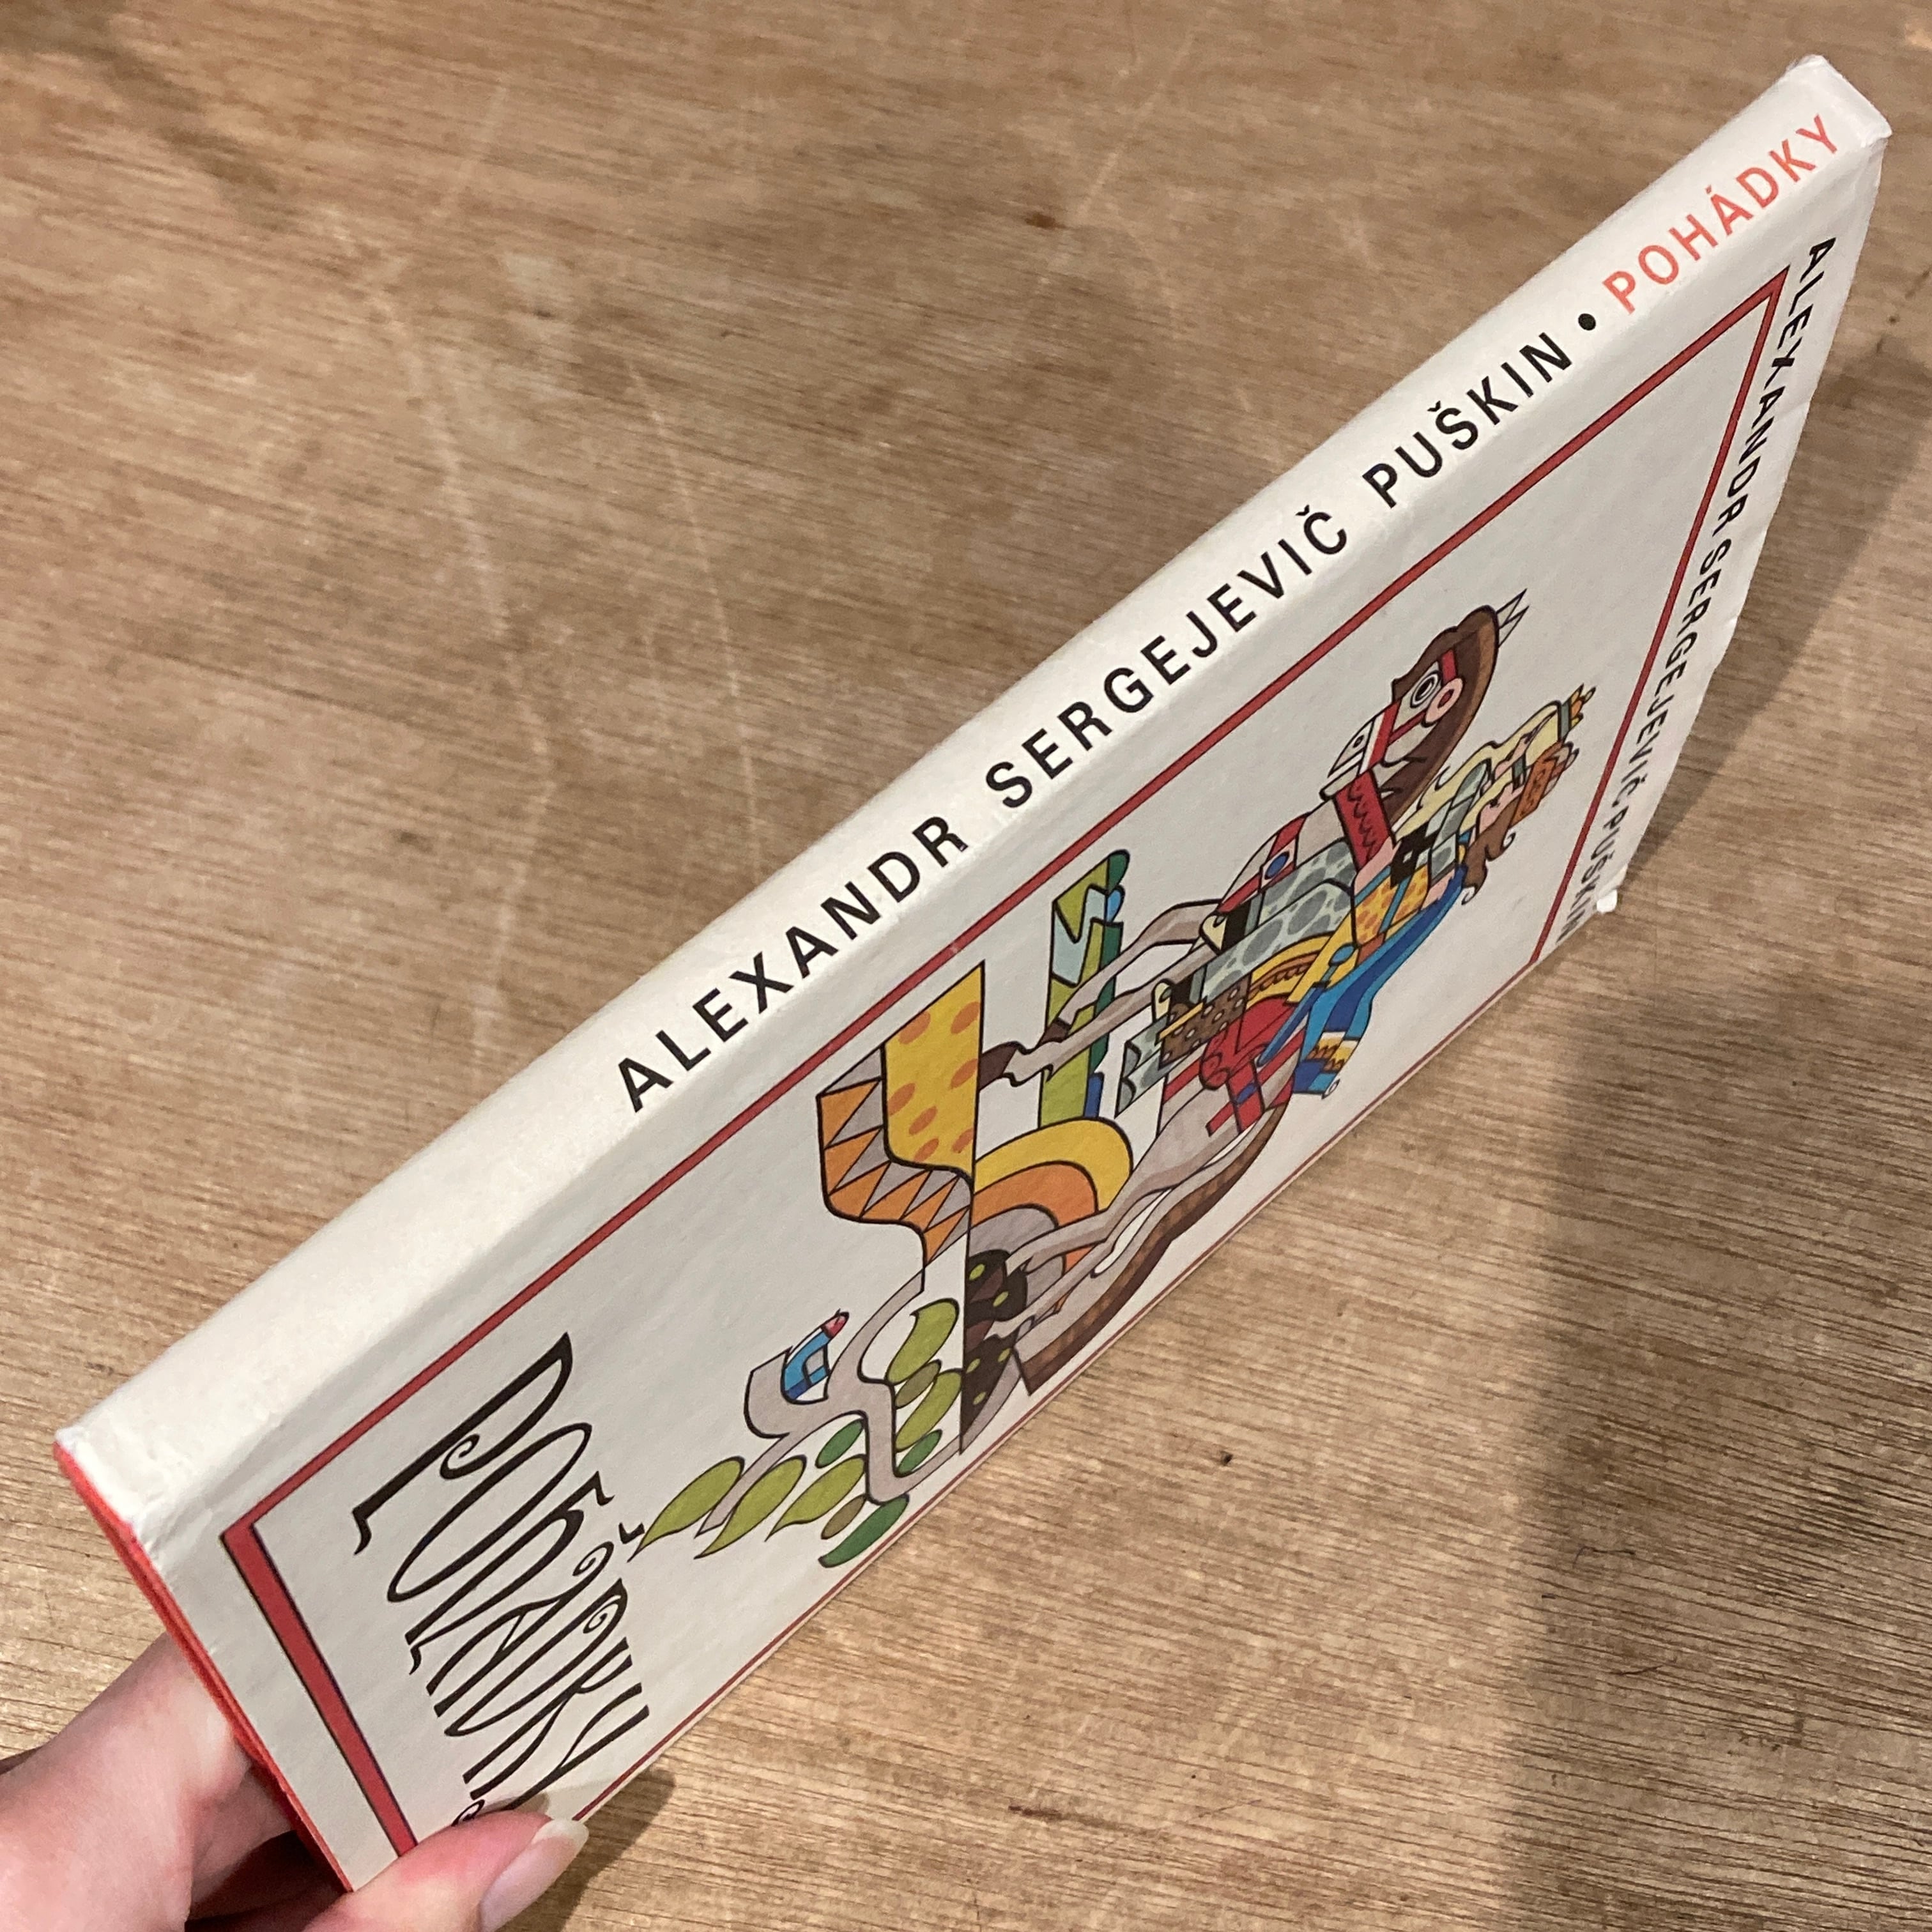 ALEXANDR SERGEJEVIČ PUŠKIN • POHÁDKY
ALEXANDR SERGEJEVIČ PUŠKIN
POHÁDKY